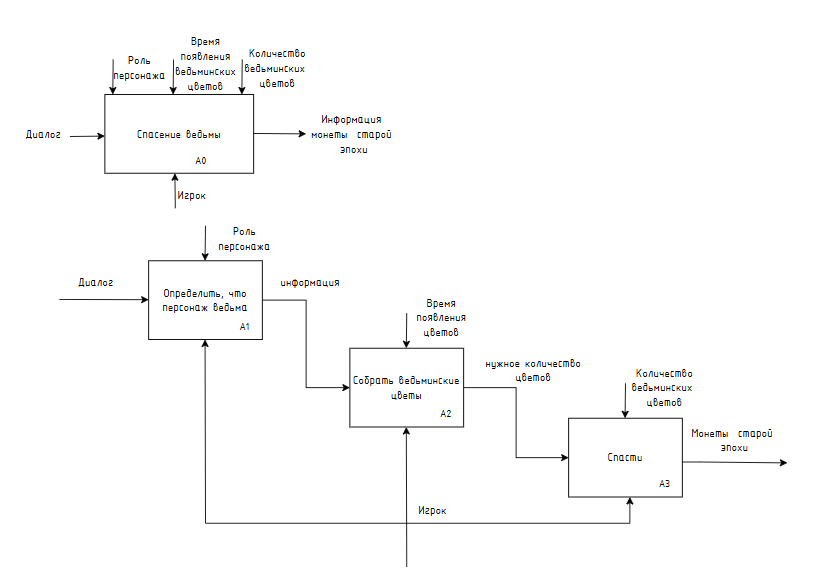 Роль
персонажа
Время
появления
ведьминских
цветов
Количество
ведьминских
цветов
Диалог
Спасение ведьмы
А0
Информация
монеты старой
эпохи
Игрок
Роль
персонажа
Диалог
Определить, что
персонаж ведьма
А1
информация
Время
появления
цветов
Собрать ведьминские
цветы
А2
нужное количество
цветов
Количество
ведьминских
цветов
Спасти
А3
Монеты старой
эпохи
Игрок